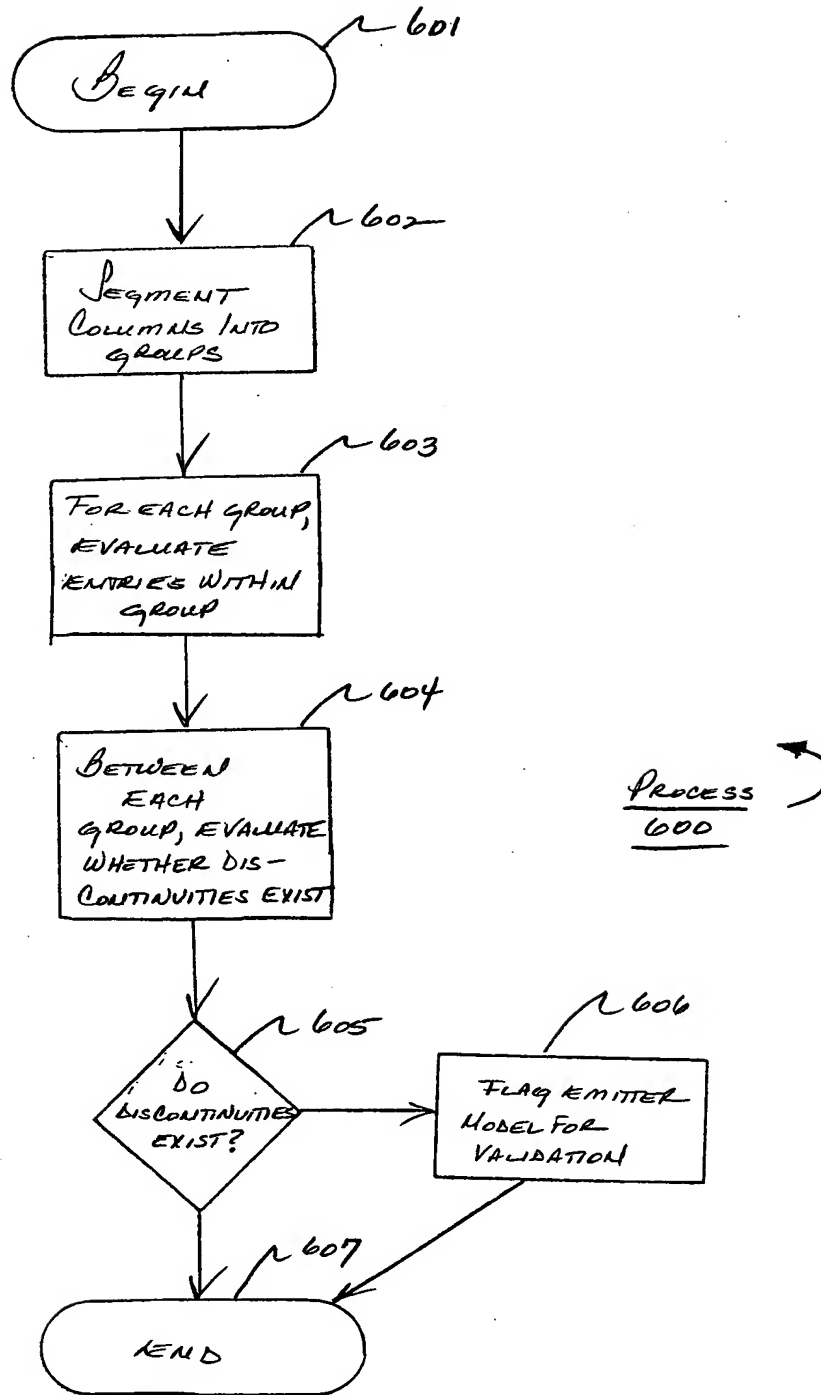 601
BEGIN
602
SEGMENT
COLUMNS INTO
GROUPS
603
FOR EACH GROUP,
EVALUATE
ENTRIES WITHIN
GROUP
604
BETWEEN
EACH
GROUP, EVALUATE
WHETHER DIS-
CONTINUITIES EXIST
PROCESS
600
605
DO
DISCONTINUITIES
EXIST?
606
FLAG EMITTER
MODEL FOR
VALIDATION
607
END